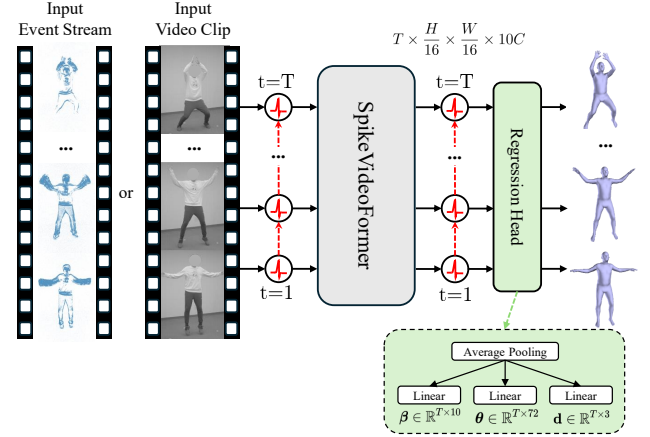 Input
Event Stream
Input
Video Clip
T × H/16 × W/16 × 10C
t=T
t=T
...
...
...
...
...
or
SpikeVideoFormer
Regression Head
t=1
t=1
Average Pooling
Linear
Linear
Linear
β ∈ ℝ^{T×10}
θ ∈ ℝ^{T×72}
d ∈ ℝ^{T×3}